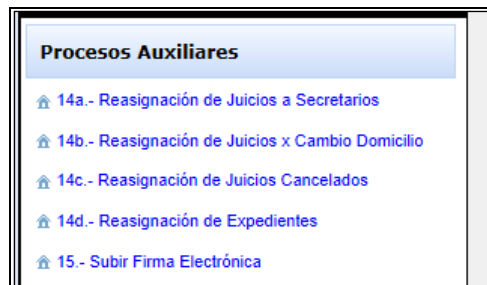 Procesos Auxiliares
14a.- Reasignación de Juicios a Secretarios
14b.- Reasignación de Juicios x Cambio Domicilio
14c.- Reasignación de Juicios Cancelados
14d.- Reasignación de Expedientes
15.- Subir Firma Electrónica